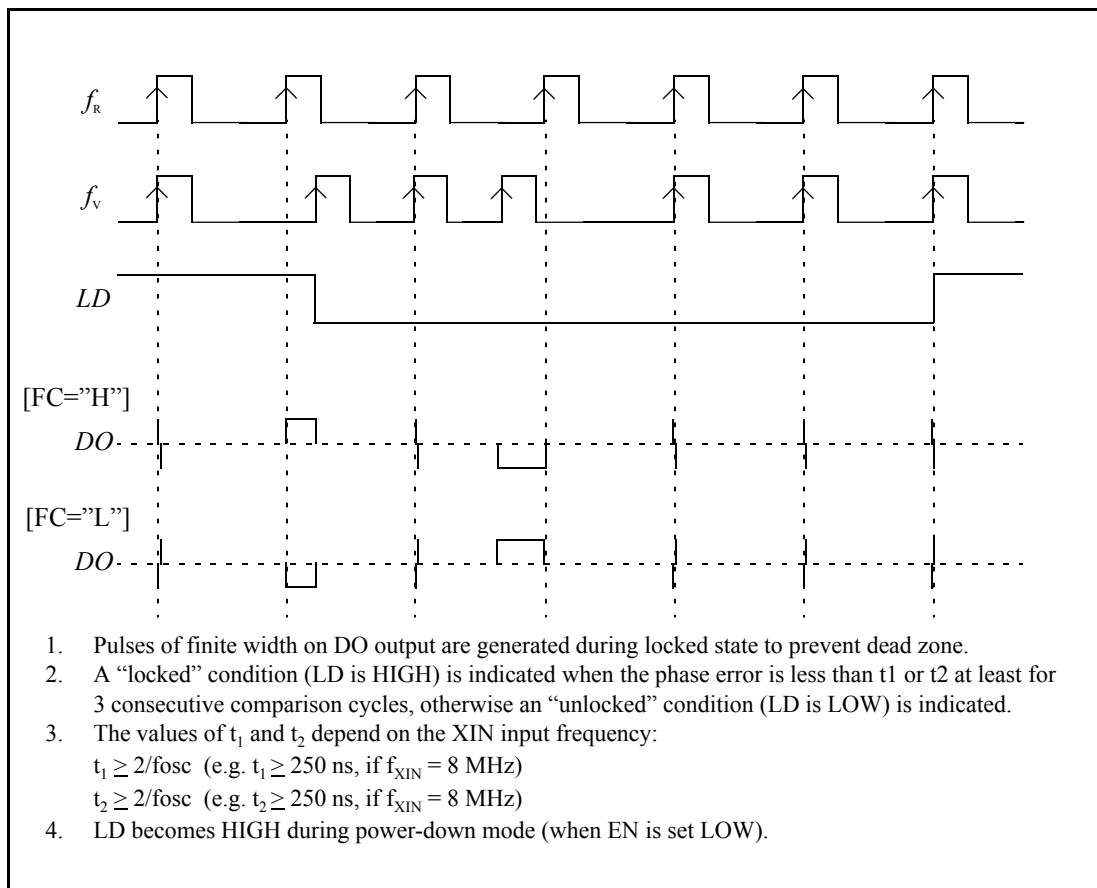 fR
fV
LD
[FC=”H”]
DO
[FC=”L”]
DO
1. Pulses of finite width on DO output are generated during locked state to prevent dead zone.
2. A “locked” condition (LD is HIGH) is indicated when the phase error is less than t1 or t2 at least for
3 consecutive comparison cycles, otherwise an “unlocked” condition (LD is LOW) is indicated.
3. The values of t1 and t2 depend on the XIN input frequency:
t1 ≥ 2/fosc (e.g. t1 ≥ 250 ns, if fXIN = 8 MHz)
t2 ≥ 2/fosc (e.g. t2 ≥ 250 ns, if fXIN = 8 MHz)
4. LD becomes HIGH during power-down mode (when EN is set LOW).